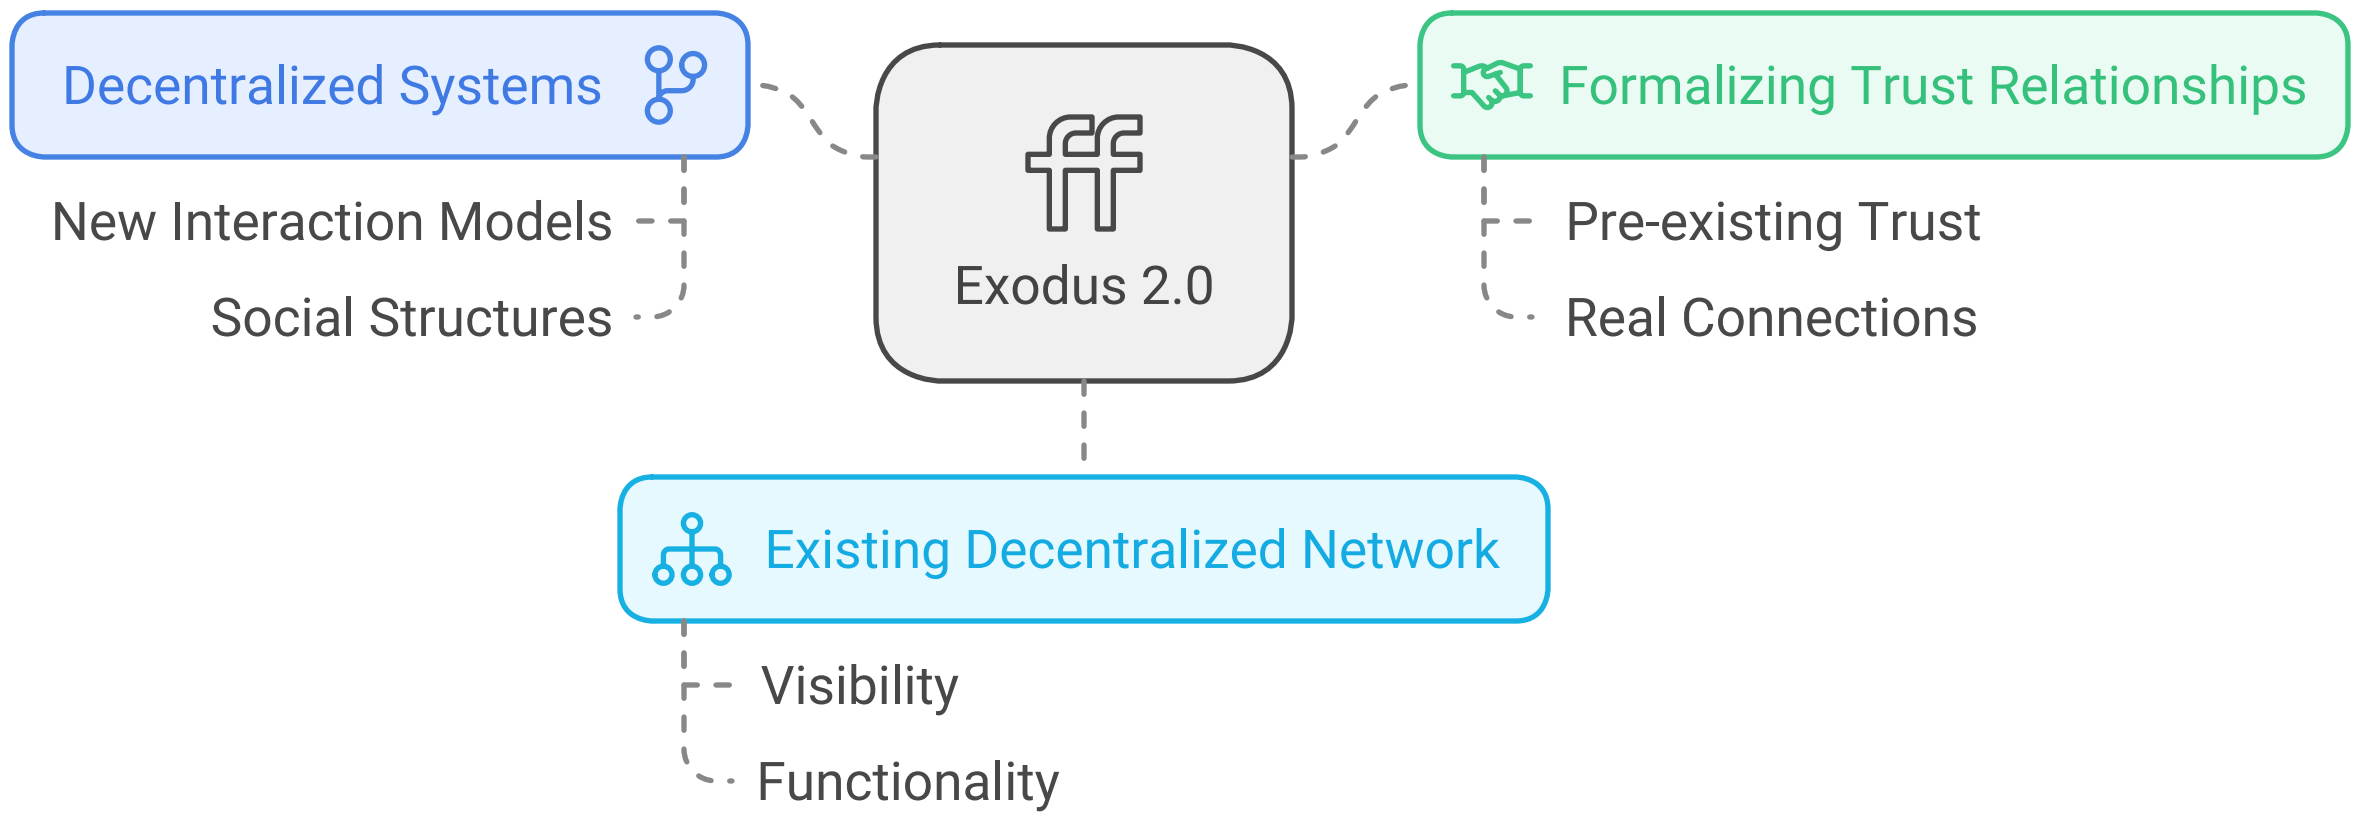 Decentralized Systems
New Interaction Models
Social Structures
Exodus 2.0
Formalizing Trust Relationships
Pre-existing Trust
Real Connections
Existing Decentralized Network
Visibility
Functionality